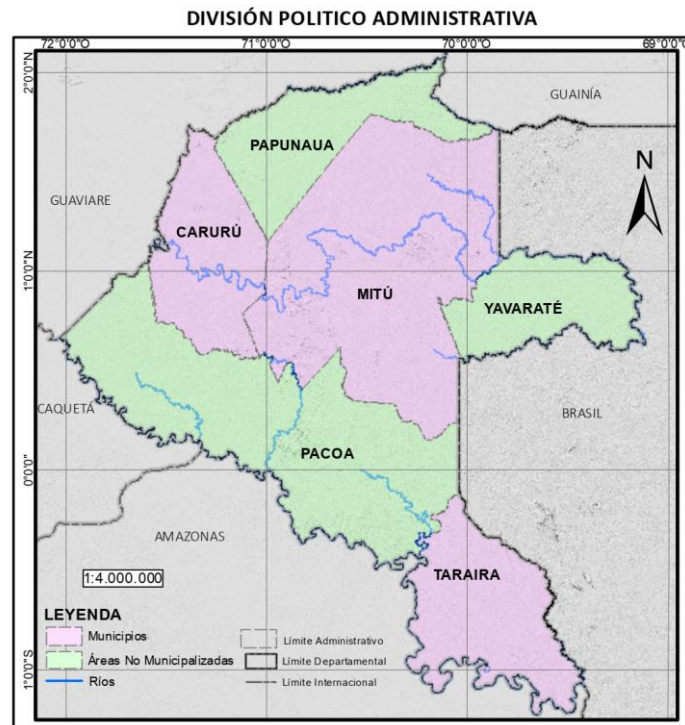 DIVISIÓN POLITICO ADMINISTRATIVA
72°0'0"O
71°0'0"O
70°0'0"O
69°0'0"O
2°0'0"N
1°0'0"N
0°0'0"
1°0'0"S
GUAINÍA
PAPUNAUA
N
GUAVIARE
CARURÚ
MITÚ
YAVARATÉ
CAQUETÁ
BRASIL
PACOA
AMAZONAS
TARAIRA
1:4.000.000
LEYENDA
Municipios
Áreas No Municipalizadas
Ríos
Límite Administrativo
Límite Departamental
Límite Internacional